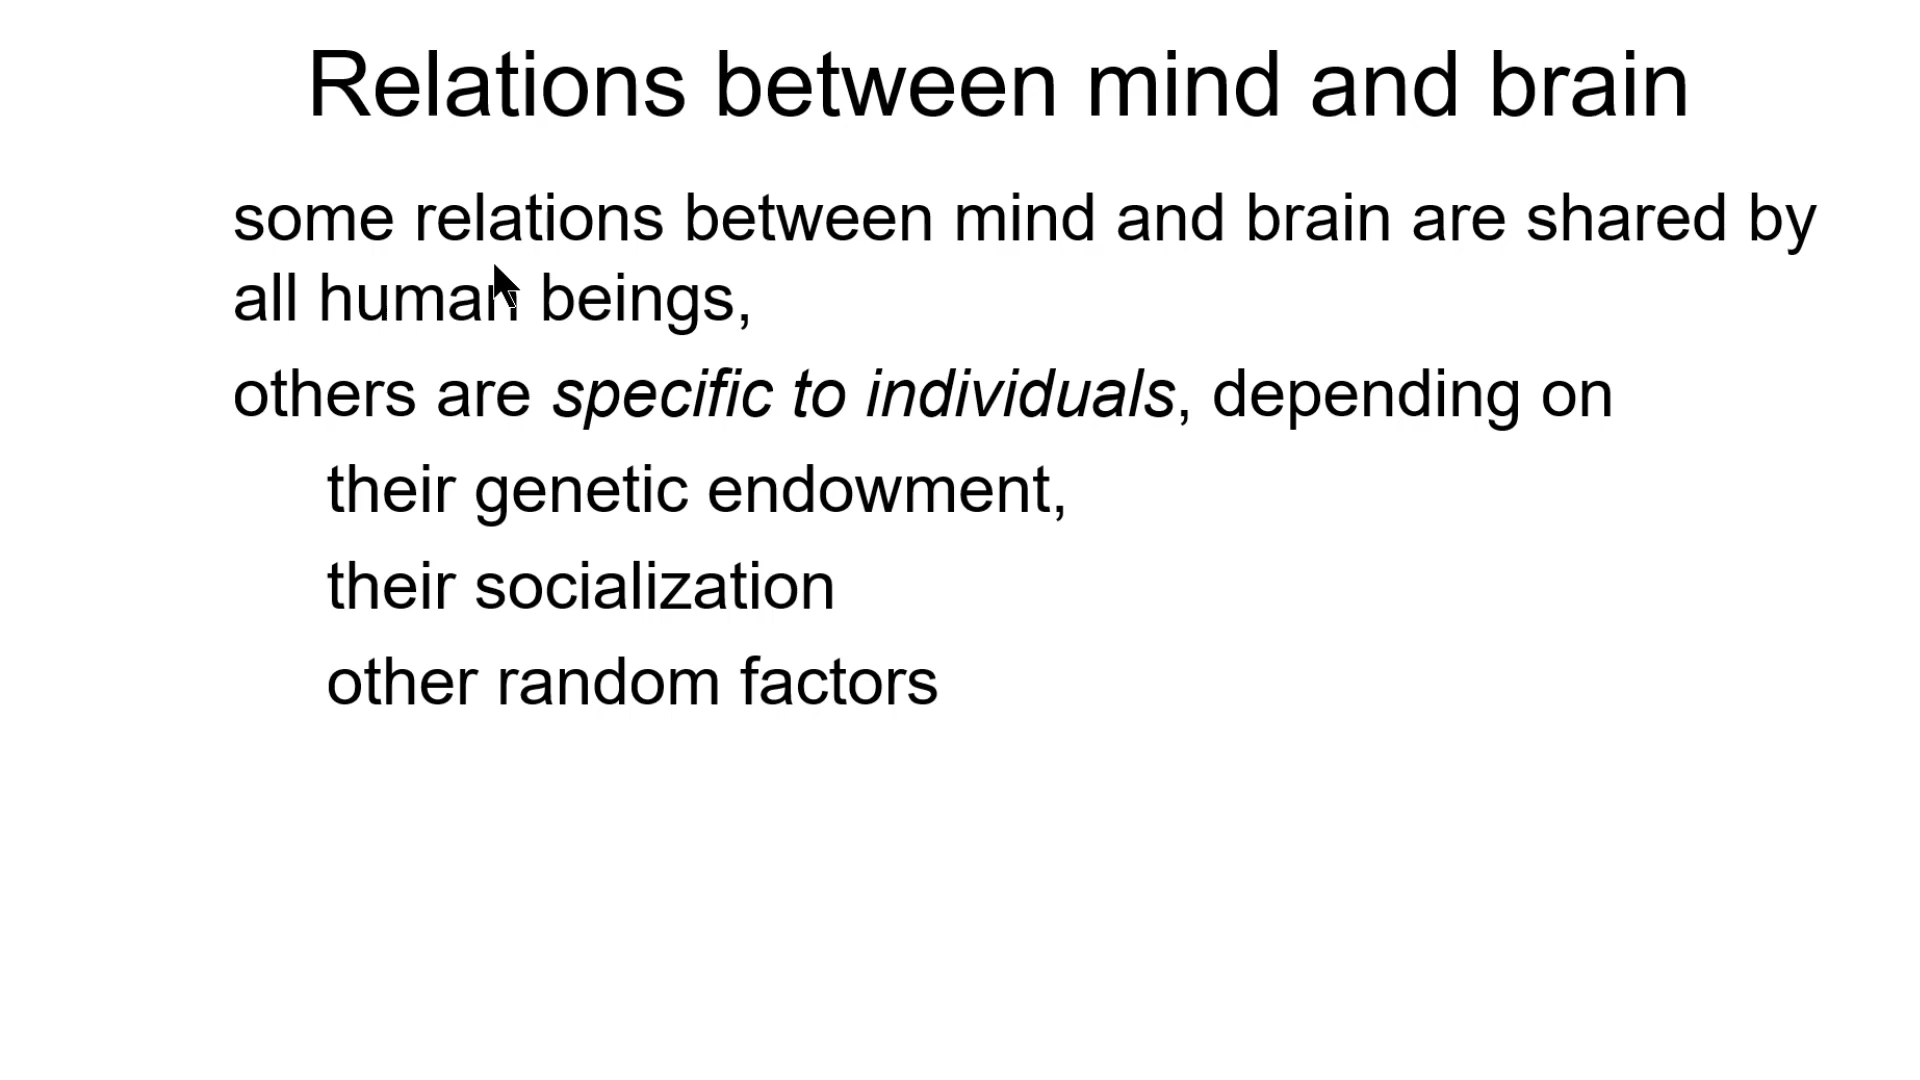 Relations between mind and brain
some relations between mind and brain are shared by
all human beings,
others are specific to individuals, depending on
their genetic endowment,
their socialization
other random factors